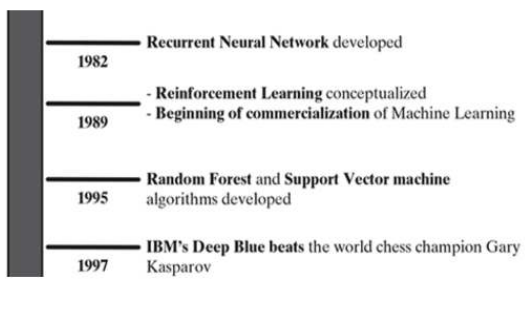 Recurrent Neural Network developed
1982
- Reinforcement Learning conceptualized
- Beginning of commercialization of Machine Learning
1989
Random Forest and Support Vector machine
algorithms developed
1995
IBM's Deep Blue beats the world chess champion Gary
Kasparov
1997